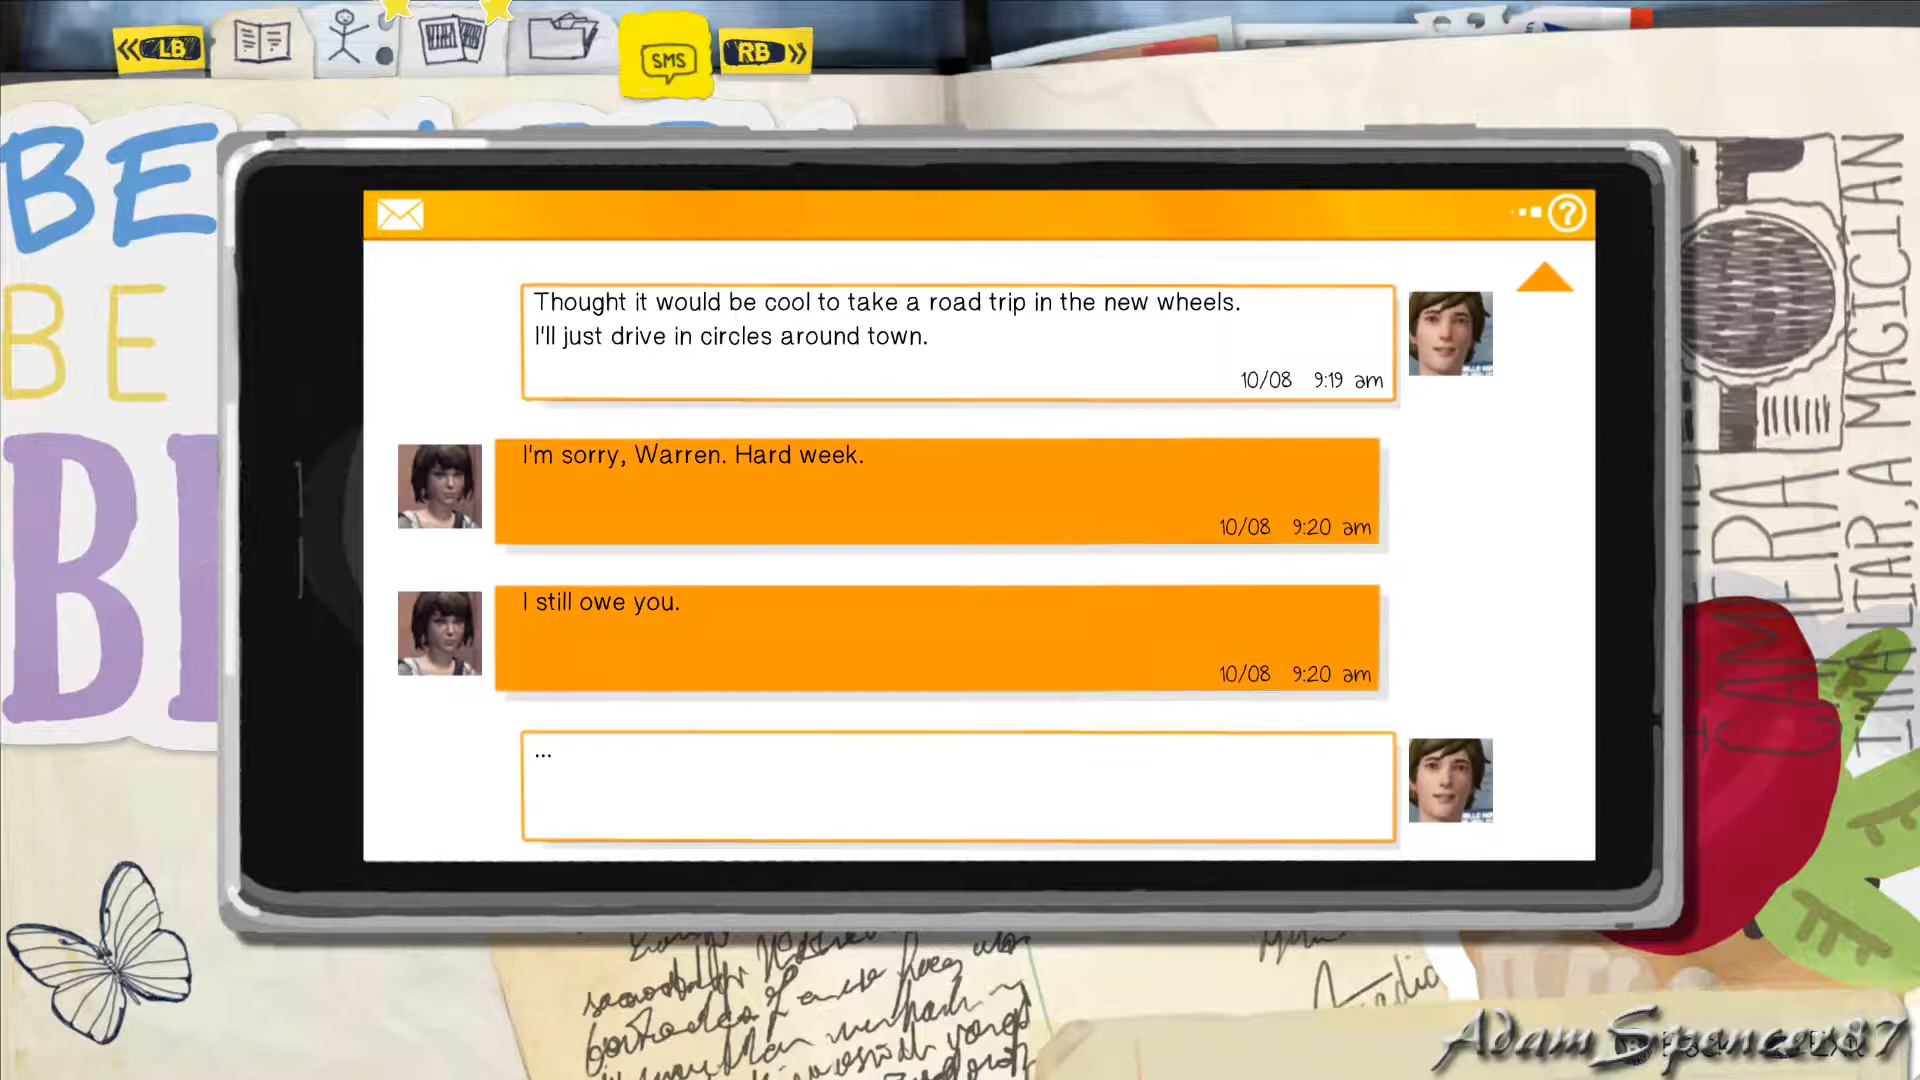 LB
SMS
RB
BE
BE
Thought it would be cool to take a road trip in the new wheels.
I'll just drive in circles around town.
10/08 9:19 am
I'm sorry, Warren. Hard week.
10/08 9:20 am
I still owe you.
10/08 9:20 am
...
CAMERA
I'M A LIAR, A MAGICIAN
AdamSpencer87